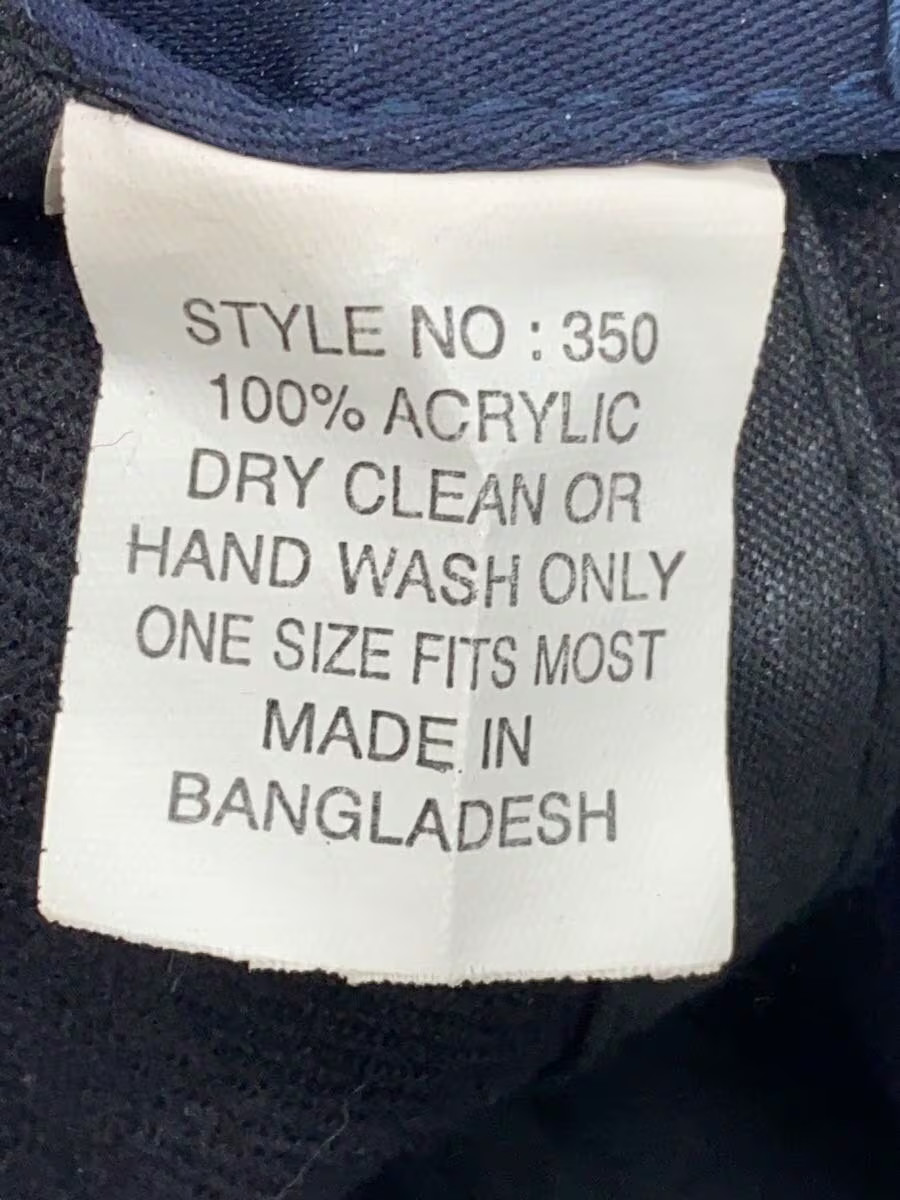 STYLE NO : 350
100% ACRYLIC
DRY CLEAN OR
HAND WASH ONLY
ONE SIZE FITS MOST
MADE IN
BANGLADESH